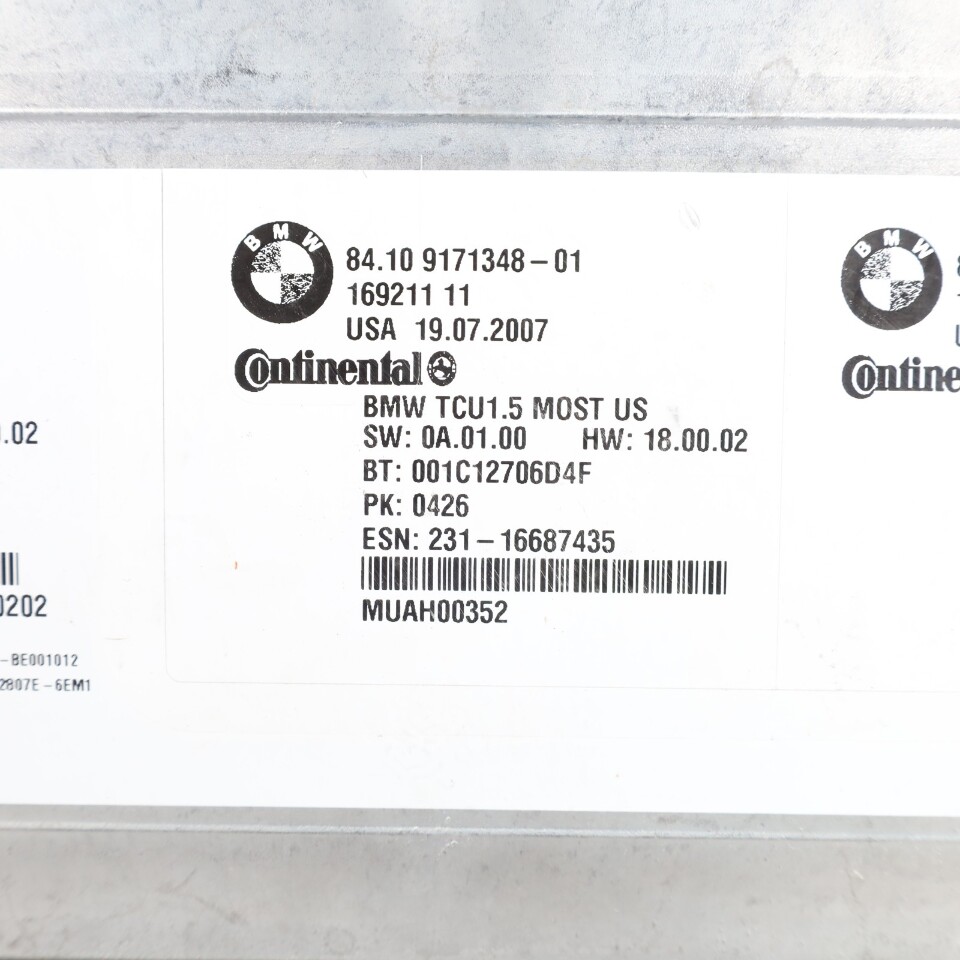 BMW
84.10 9171348-01
169211 11
USA 19.07.2007
Continental
BMW TCU1.5 MOST US
SW: 0A.01.00 HW: 18.00.02
BT: 001C12706D4F
PK: 0426
ESN: 231-16687435
MUAH00352
.02
0202
-BE001012
2807E-6EM1
BMW
Contine